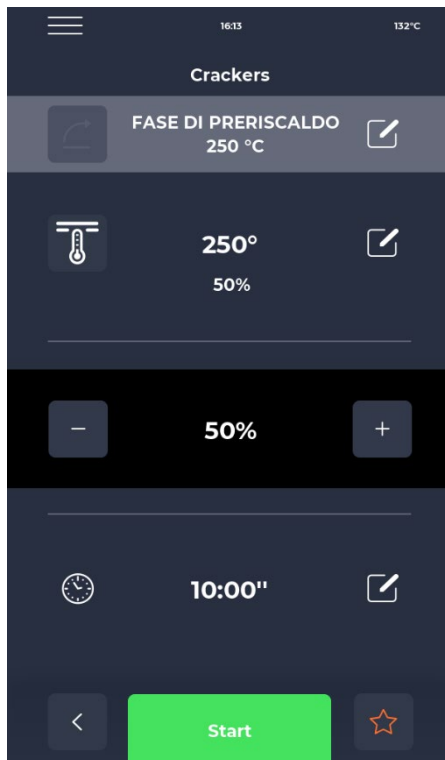 16:13
132°C
Crackers
FASE DI PRERISCALDO
250 °C
250°
50%
− 50% +
10:00"
Start